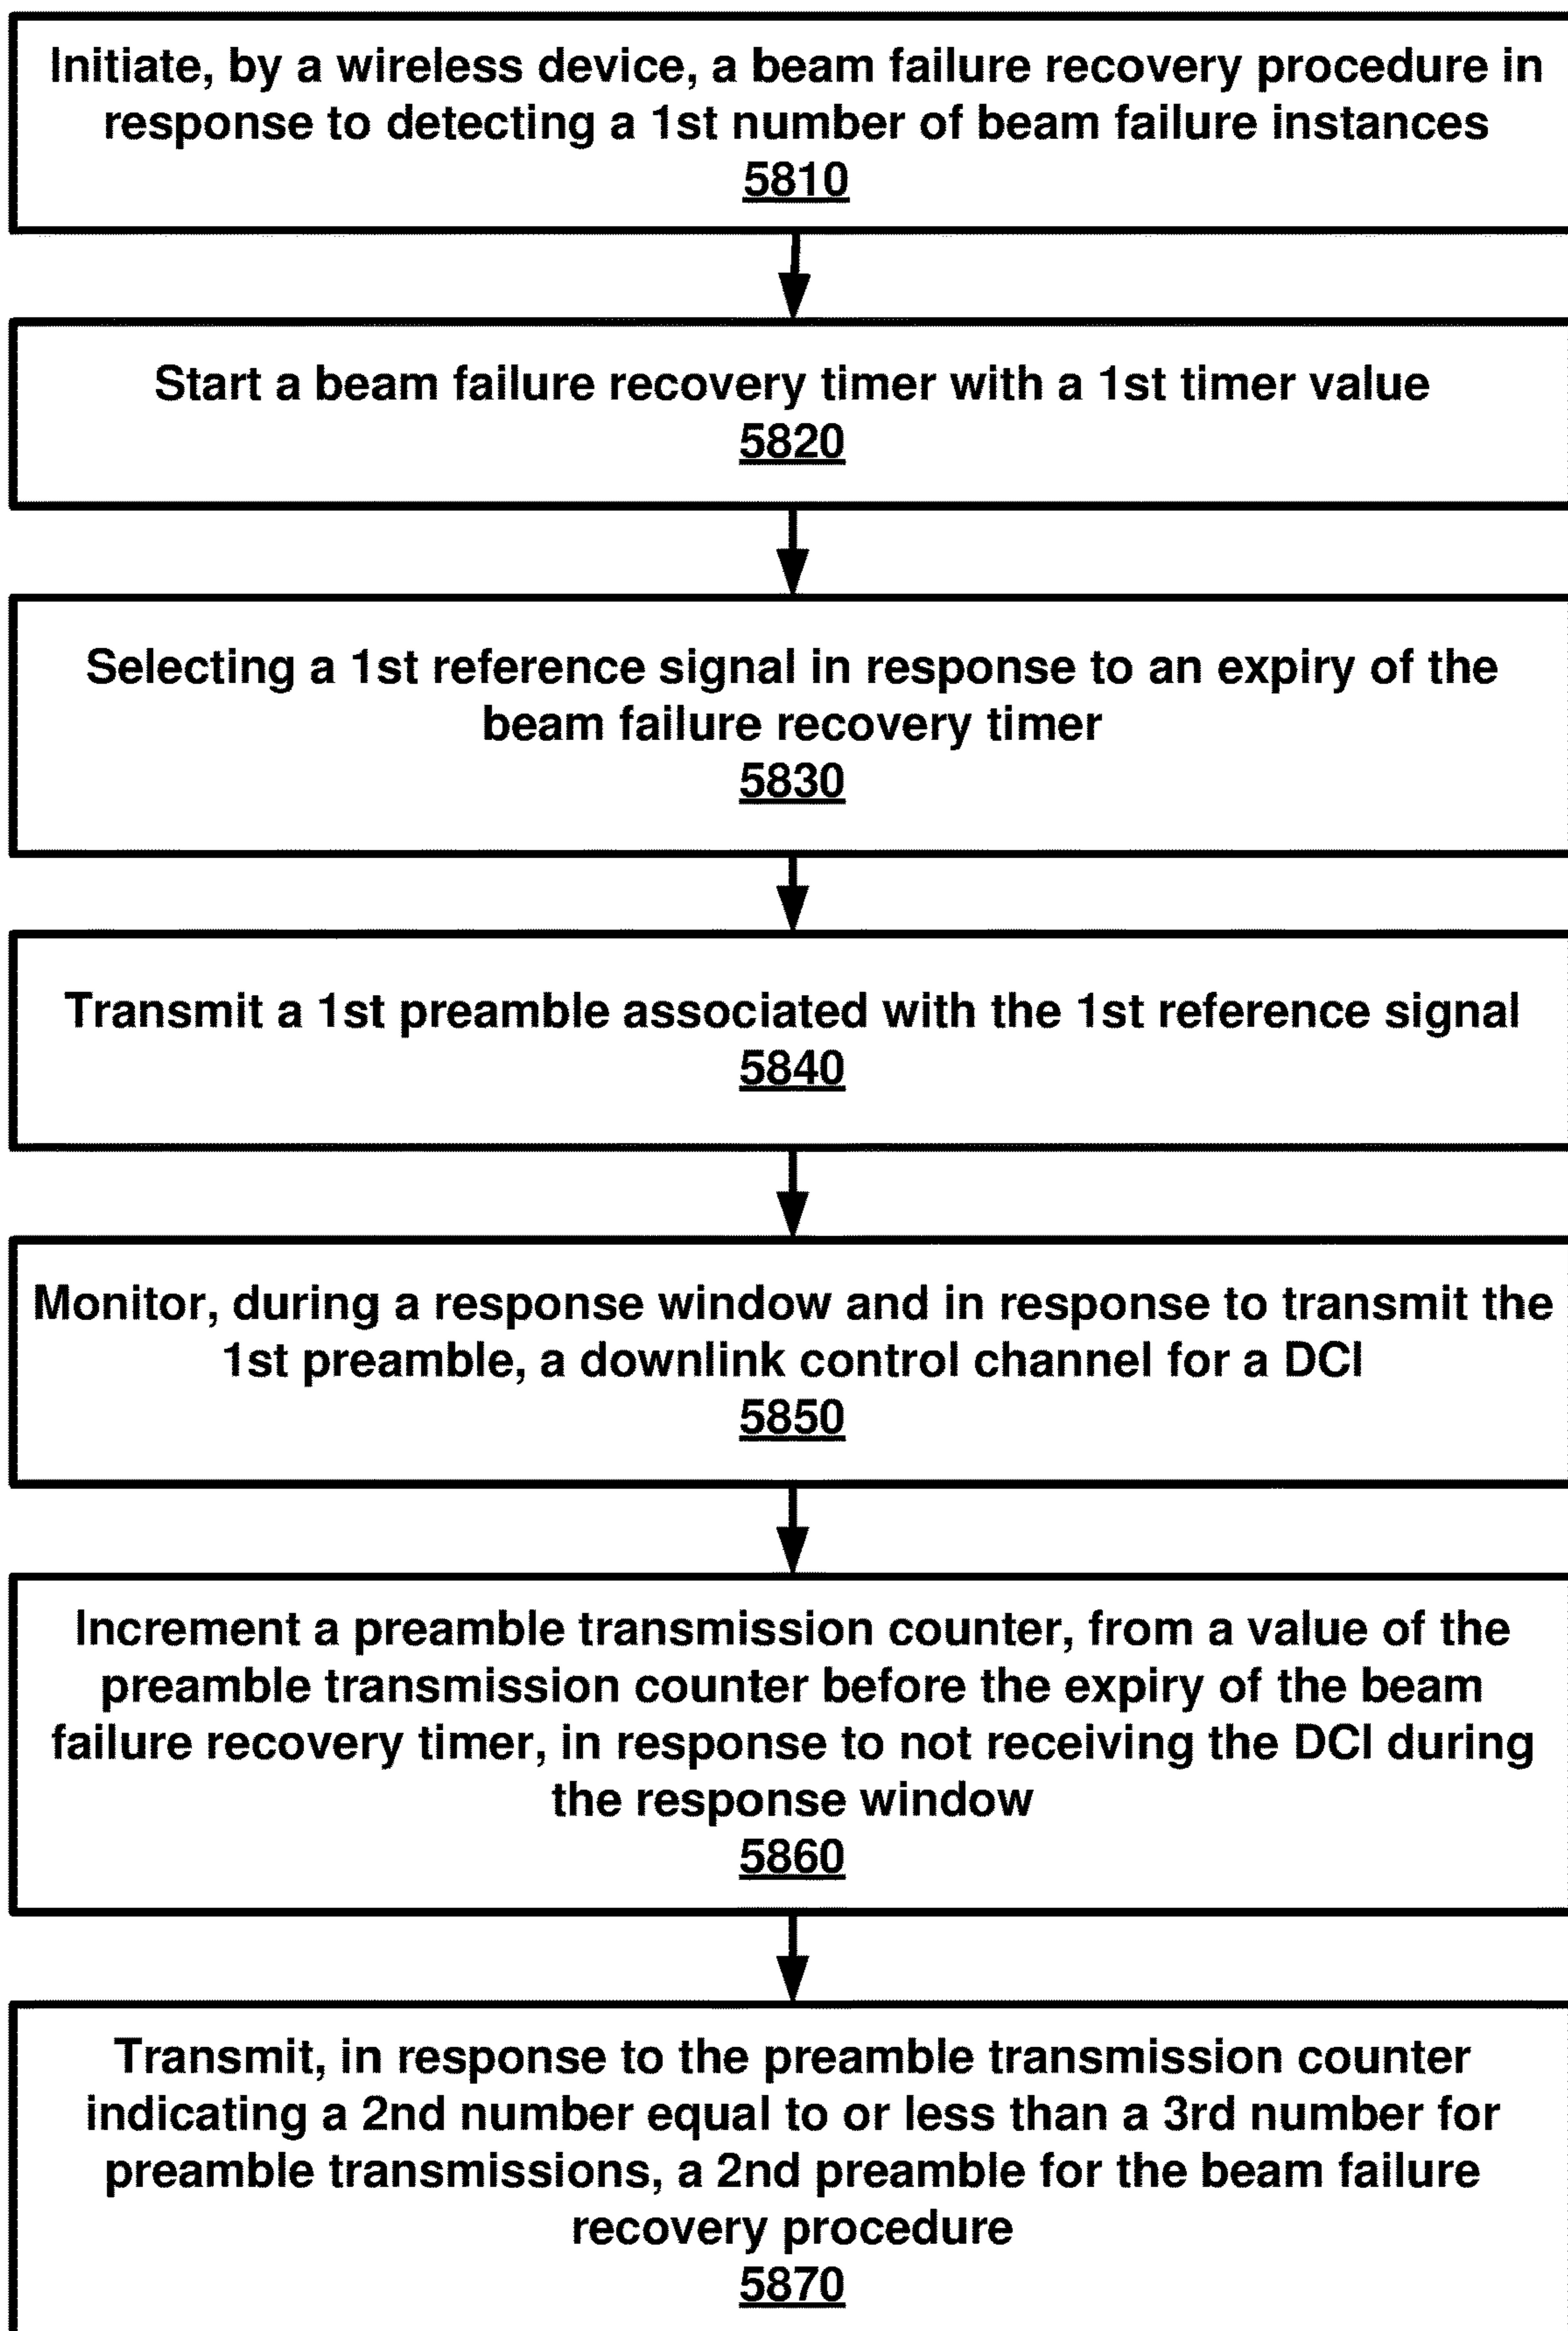 Initiate, by a wireless device, a beam failure recovery procedure in
response to detecting a 1st number of beam failure instances
5810
Start a beam failure recovery timer with a 1st timer value
5820
Selecting a 1st reference signal in response to an expiry of the
beam failure recovery timer
5830
Transmit a 1st preamble associated with the 1st reference signal
5840
Monitor, during a response window and in response to transmit the
1st preamble, a downlink control channel for a DCI
5850
Increment a preamble transmission counter, from a value of the
preamble transmission counter before the expiry of the beam
failure recovery timer, in response to not receiving the DCI during
the response window
5860
Transmit, in response to the preamble transmission counter
indicating a 2nd number equal to or less than a 3rd number for
preamble transmissions, a 2nd preamble for the beam failure
recovery procedure
5870